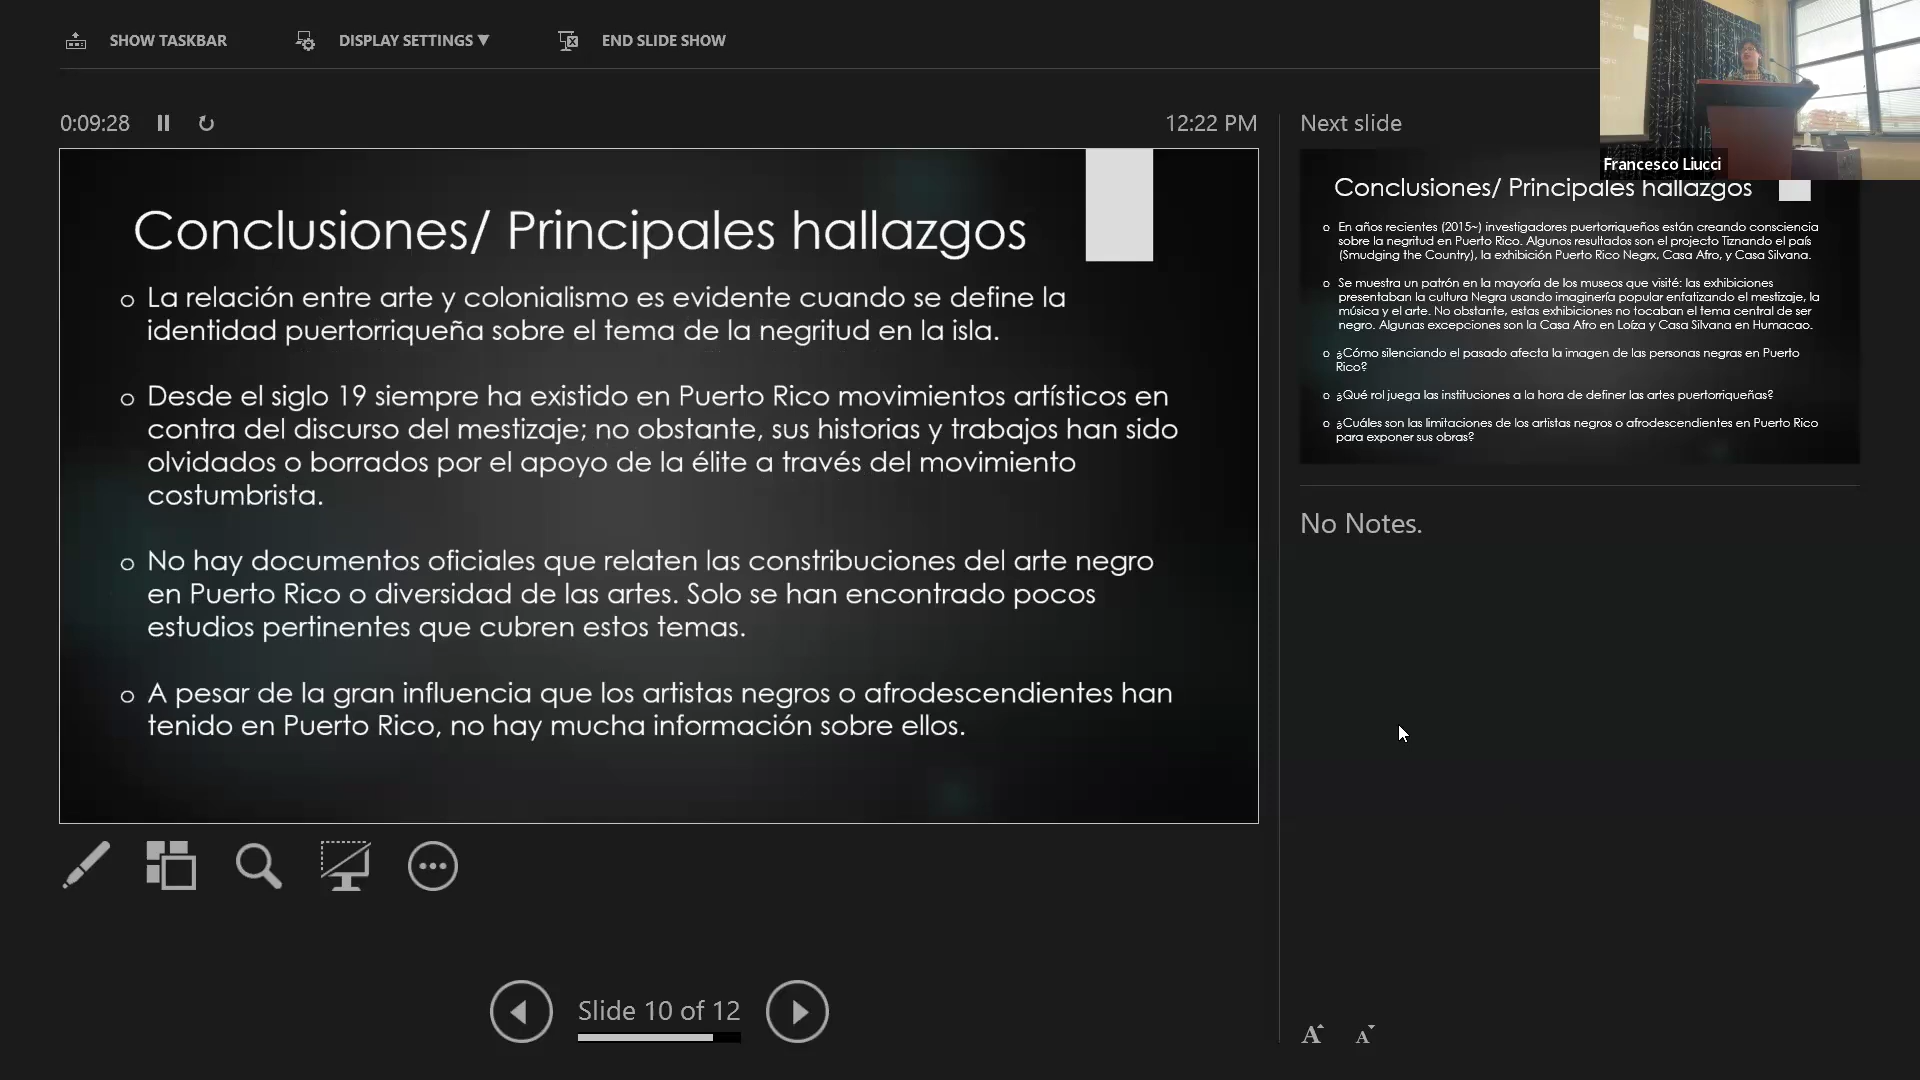 SHOW TASKBAR
DISPLAY SETTINGS ▼
END SLIDE SHOW
0:09:28
12:22 PM
Next slide
Francesco Liucci
Conclusiones/ Principales hallazgos
o La relación entre arte y colonialismo es evidente cuando se define la
identidad puertorriqueña sobre el tema de la negritud en la isla.
o Desde el siglo 19 siempre ha existido en Puerto Rico movimientos artísticos en
contra del discurso del mestizaje; no obstante, sus historias y trabajos han sido
olvidados o borrados por el apoyo de la élite a través del movimiento
costumbrista.
o No hay documentos oficiales que relaten las constribuciones del arte negro
en Puerto Rico o diversidad de las artes. Solo se han encontrado pocos
estudios pertinentes que cubren estos temas.
o A pesar de la gran influencia que los artistas negros o afrodescendientes han
tenido en Puerto Rico, no hay mucha información sobre ellos.
Conclusiones/ Principales hallazgos
o En años recientes (2015~) investigadores puertorriqueños están creando consciencia
sobre la negritud en Puerto Rico. Algunos resultados son el projecto Tiznando el país
(Smudging the Country), la exhibición Puerto Rico Negrx, Casa Afro, y Casa Silvana.
o Se muestra un patrón en la mayoría de los museos que visité: las exhibiciones
presentaban la cultura Negra usando imaginería popular enfatizando el mestizaje, la
música y el arte. No obstante, estas exhibiciones no tocaban el tema central de ser
negro. Algunas excepciones son la Casa Afro en Loíza y Casa Silvana en Humacao.
o ¿Cómo silenciando el pasado afecta la imagen de las personas negras en Puerto
Rico?
o ¿Qué rol juega las instituciones a la hora de definer las artes puertorriqueñas?
o ¿Cuáles son las limitaciones de los artistas negros o afrodescendientes en Puerto Rico
para exponer sus obras?
No Notes.
Slide 10 of 12
A A